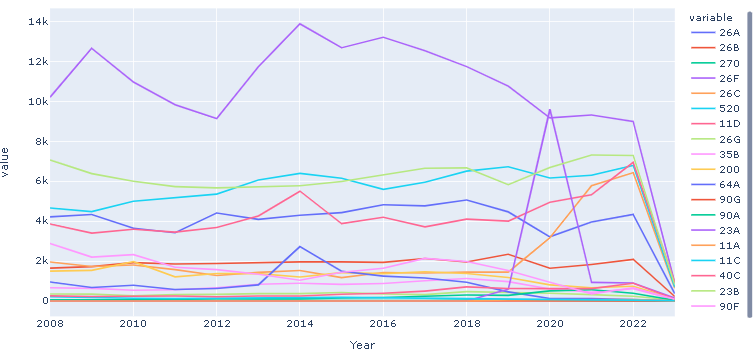 14k
12k
10k
8k
6k
4k
2k
0
value
2008
2010
2012
2014
2016
2018
2020
2022
Year
variable
26A
26B
270
26F
26C
520
11D
26G
35B
200
64A
90G
90A
23A
11A
11C
40C
23B
90F